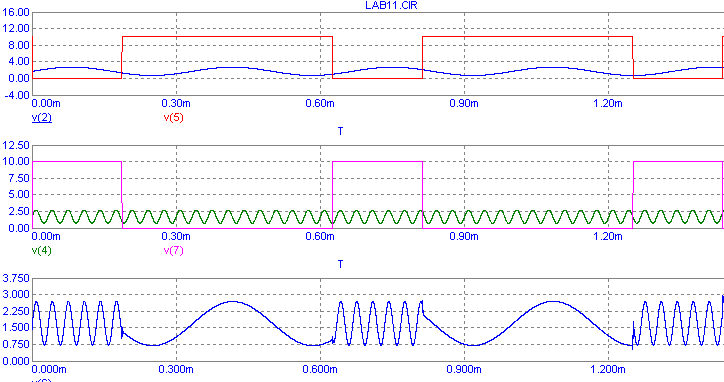 LAB11.CIR
16.00
12.00
8.00
4.00
0.00
-4.00
0.00m 0.30m 0.60m 0.90m 1.20m
v(2) v(5)
T
12.50
10.00
7.50
5.00
2.50
0.00
0.00m 0.30m 0.60m 0.90m 1.20m
v(4) v(7)
T
3.750
3.000
2.250
1.500
0.750
0.000
0.000m 0.300m 0.600m 0.900m 1.200m